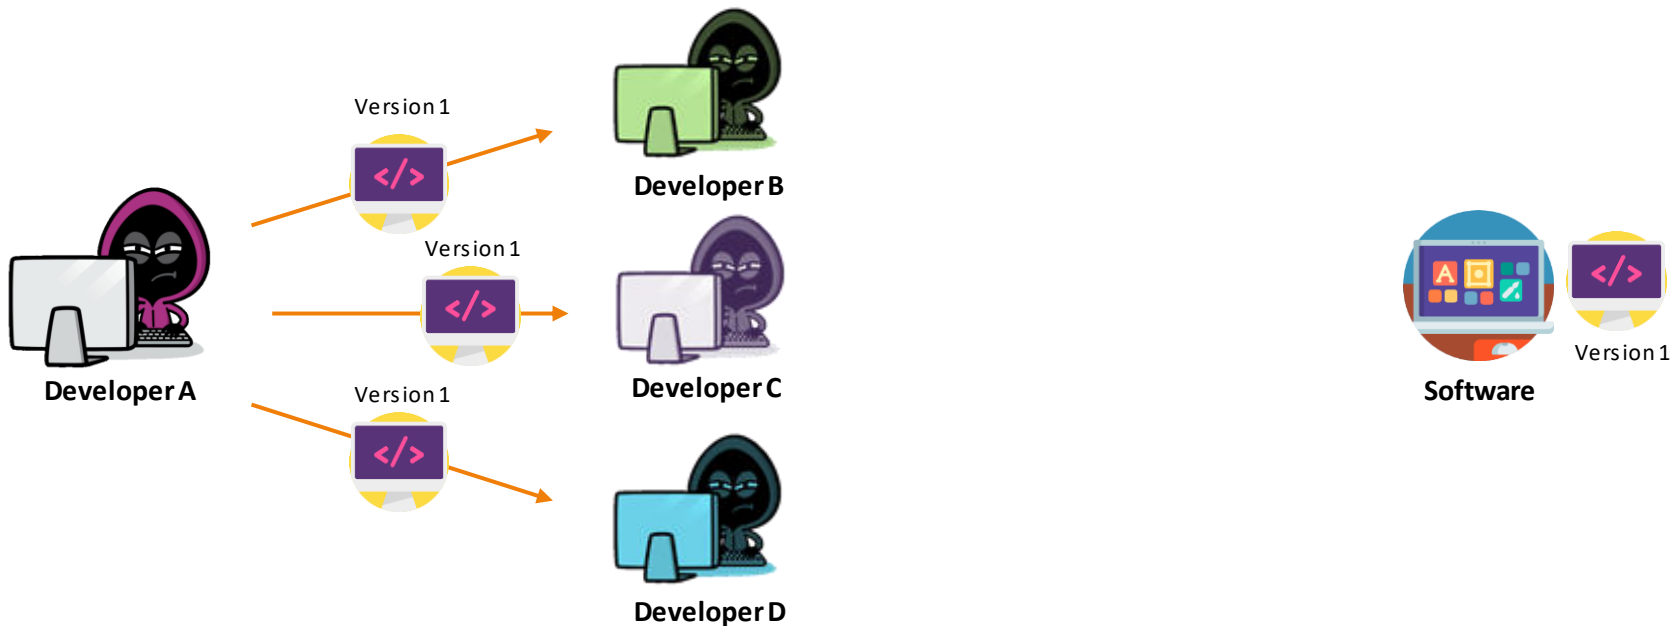 Version 1
Developer B
Version 1
Developer A
Developer C
Version 1
Developer D
</>
</>
</>
A
</>
Version 1
Software